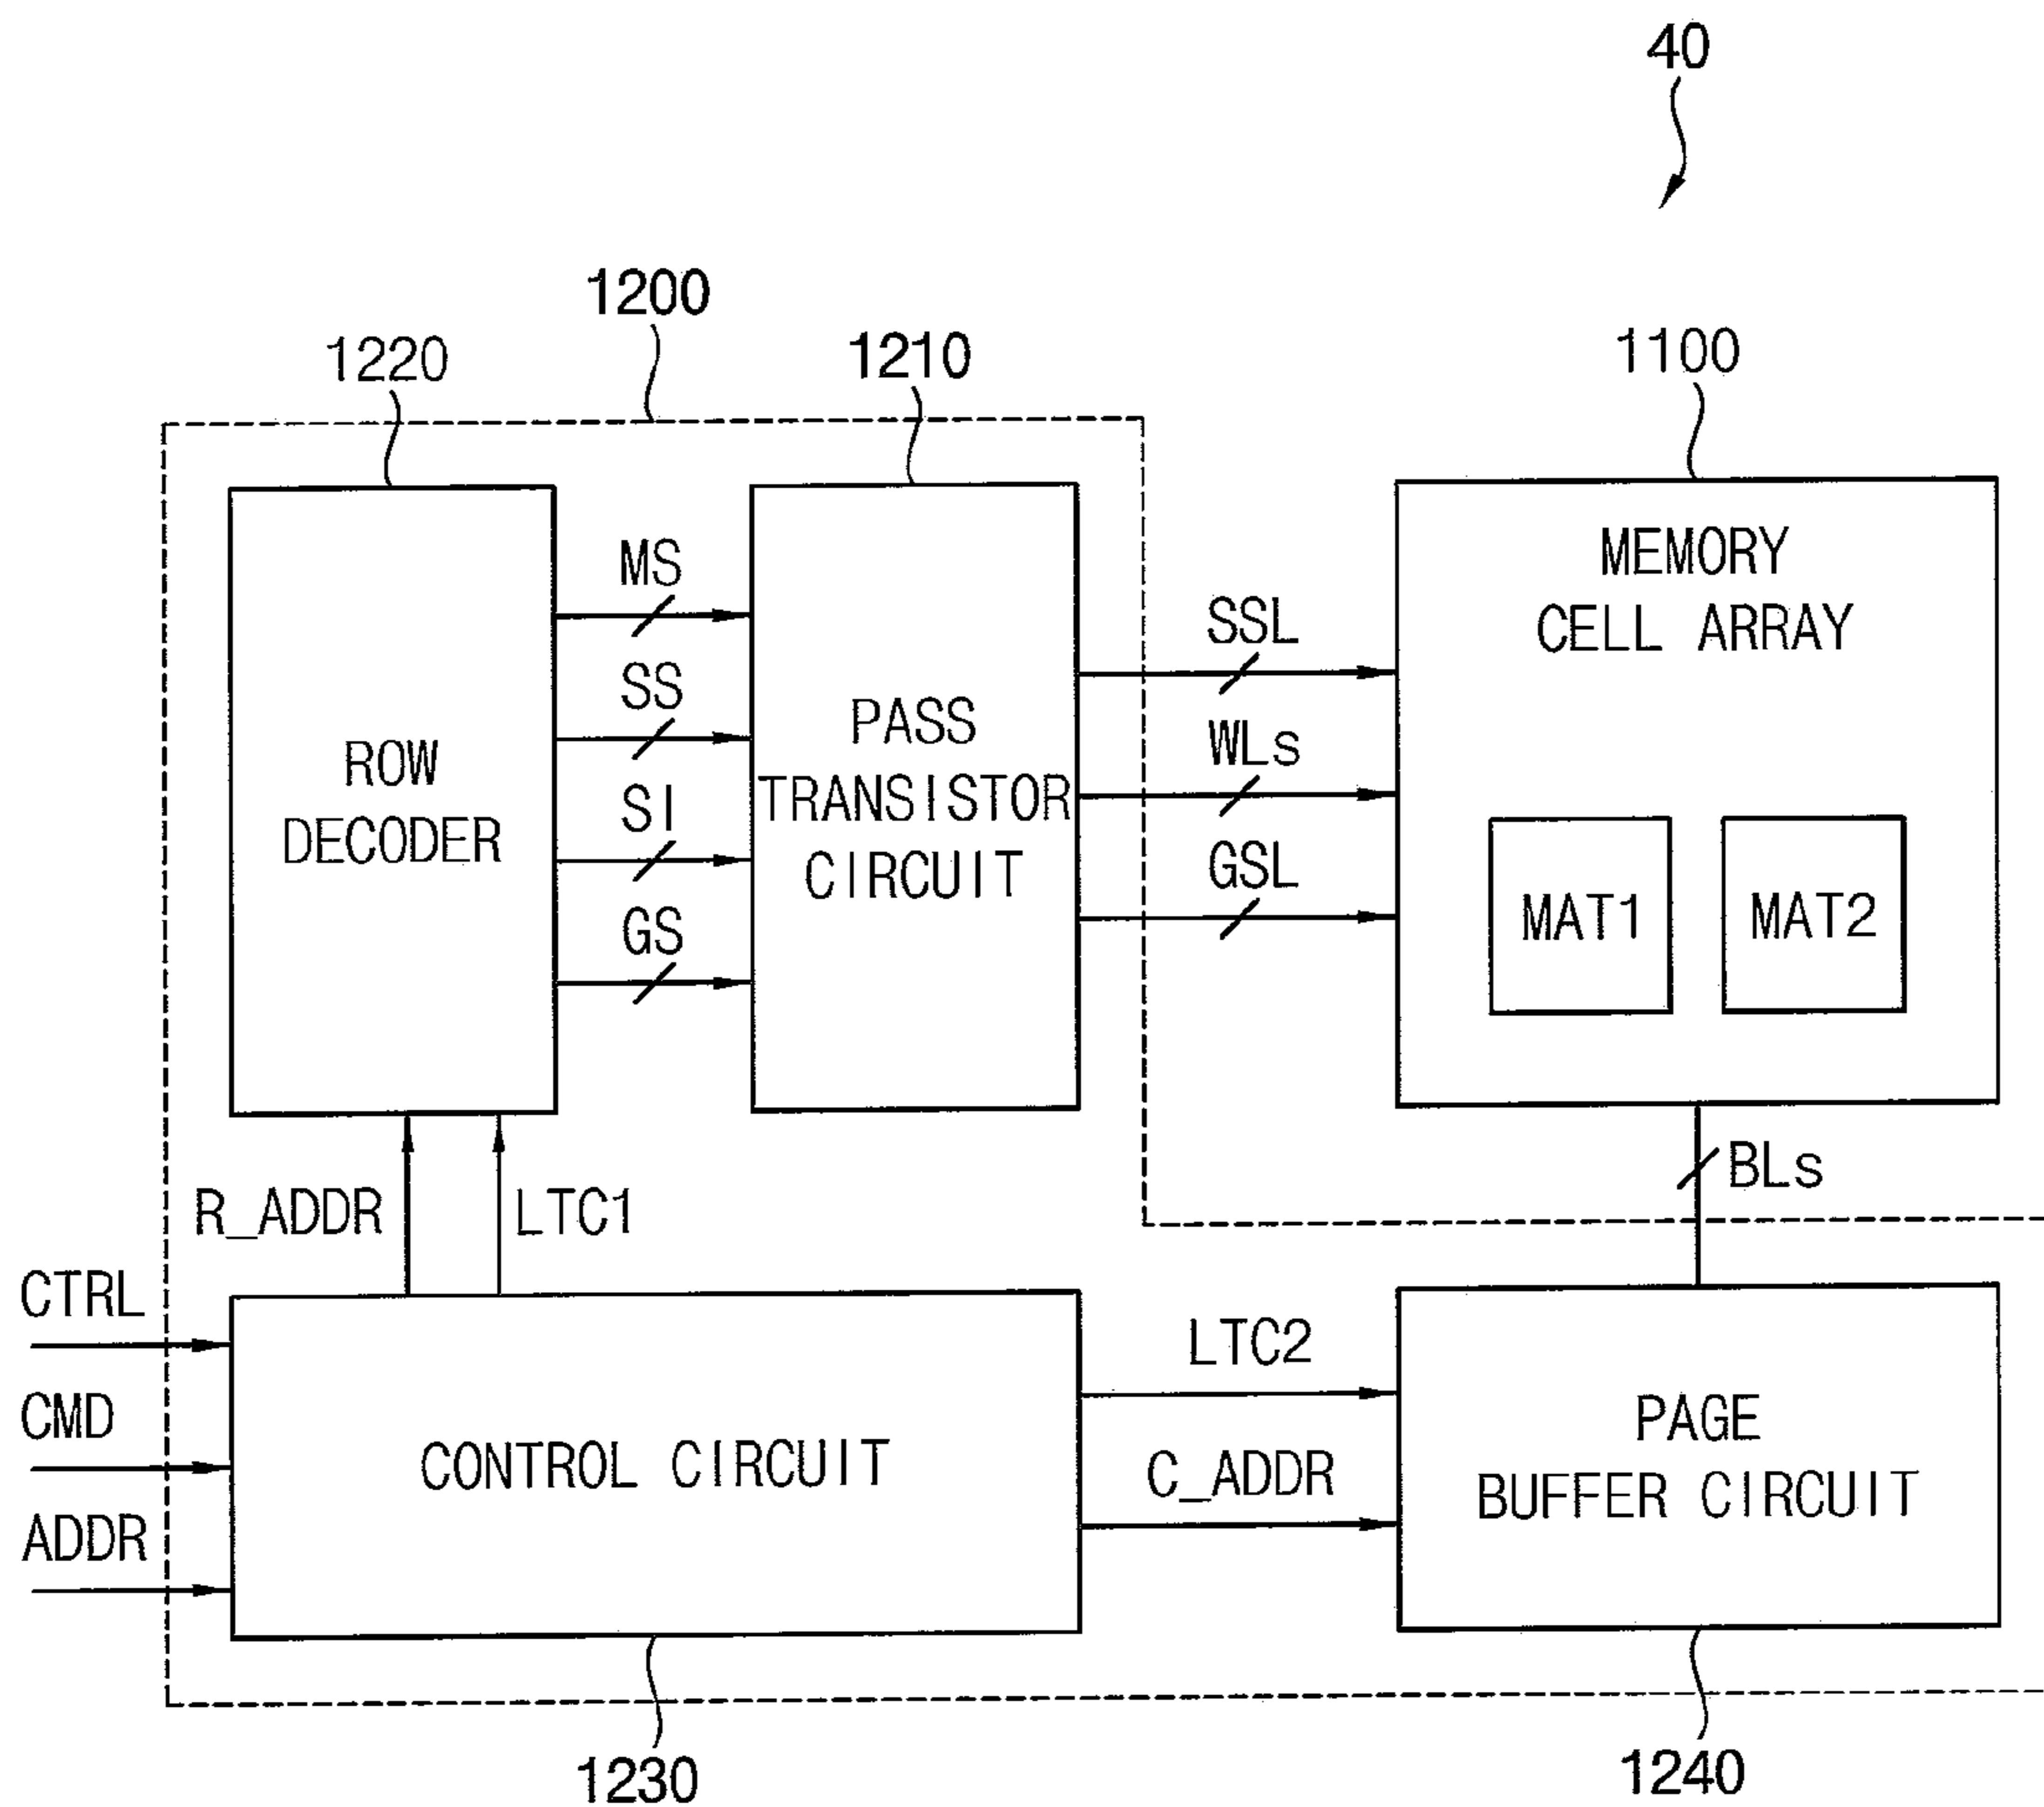 40
1200
1220
1210
1100
MS
SS
SI
GS
ROW
DECODER
PASS
TRANSISTOR
CIRCUIT
SSL
WLs
GSL
MEMORY
CELL ARRAY
MAT1
MAT2
R_ADDR
LTC1
BLs
CTRL
CMD
ADDR
CONTROL CIRCUIT
LTC2
C_ADDR
PAGE
BUFFER CIRCUIT
1230
1240